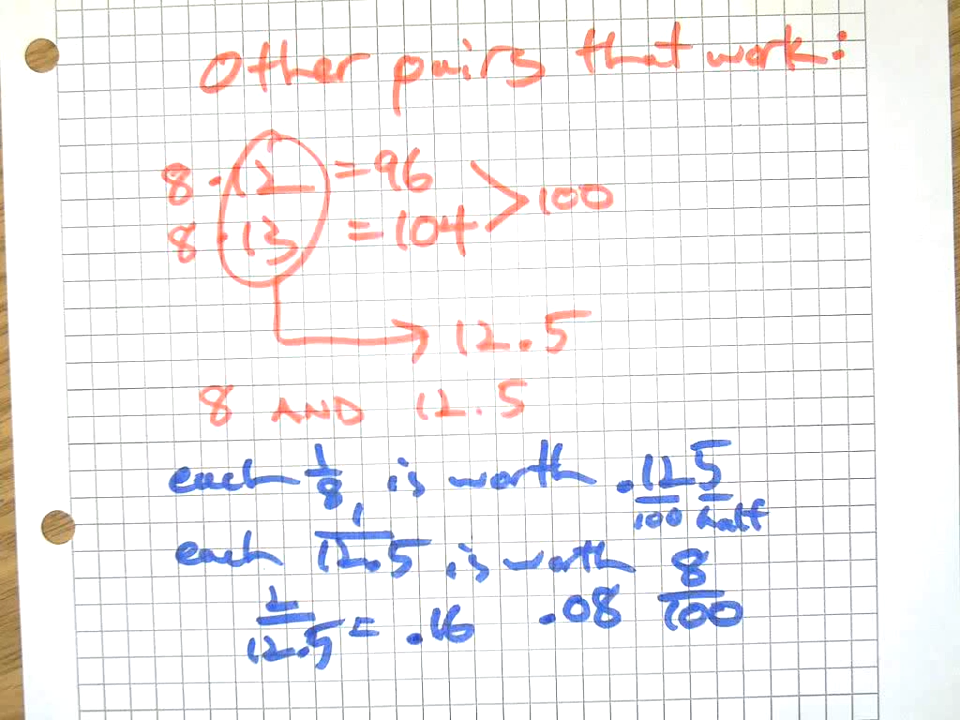 Other pairs that work:
8 · 12 = 96
8 · 13 = 104 > 100
→ 12.5
8 AND 12.5
each 1/8 is worth .125
100 half
each 1/12.5 is worth 8/100
2/12.5 = .16 .08